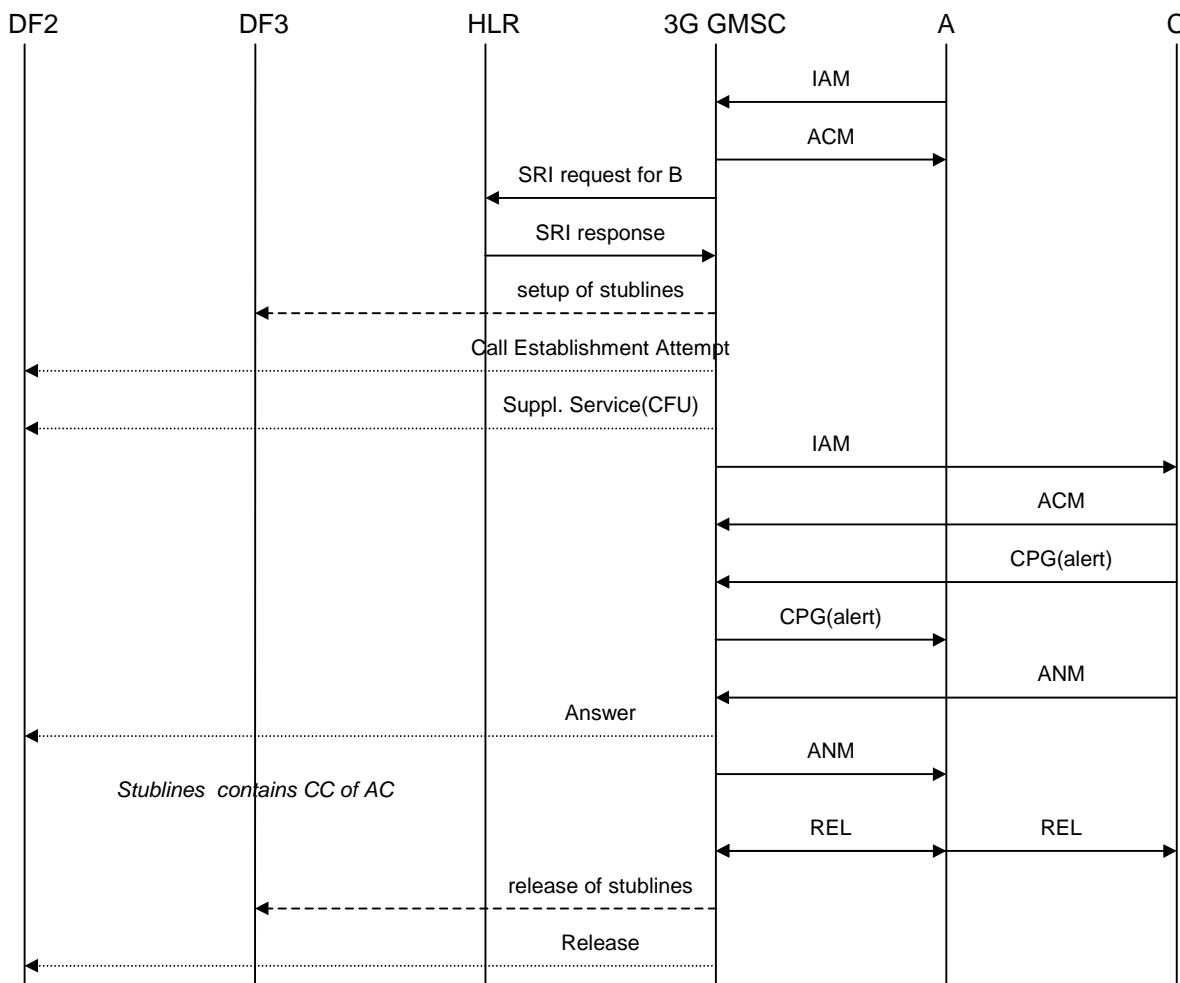 DF2 DF3 HLR 3G GMSC A C
IAM
ACM
SRI request for B
SRI response
setup of stublines
Call Establishment Attempt
Suppl. Service(CFU)
IAM
ACM
CPG(alert)
CPG(alert)
ANM
Answer
ANM
Stublines contains CC of AC
REL REL
release of stublines
Release